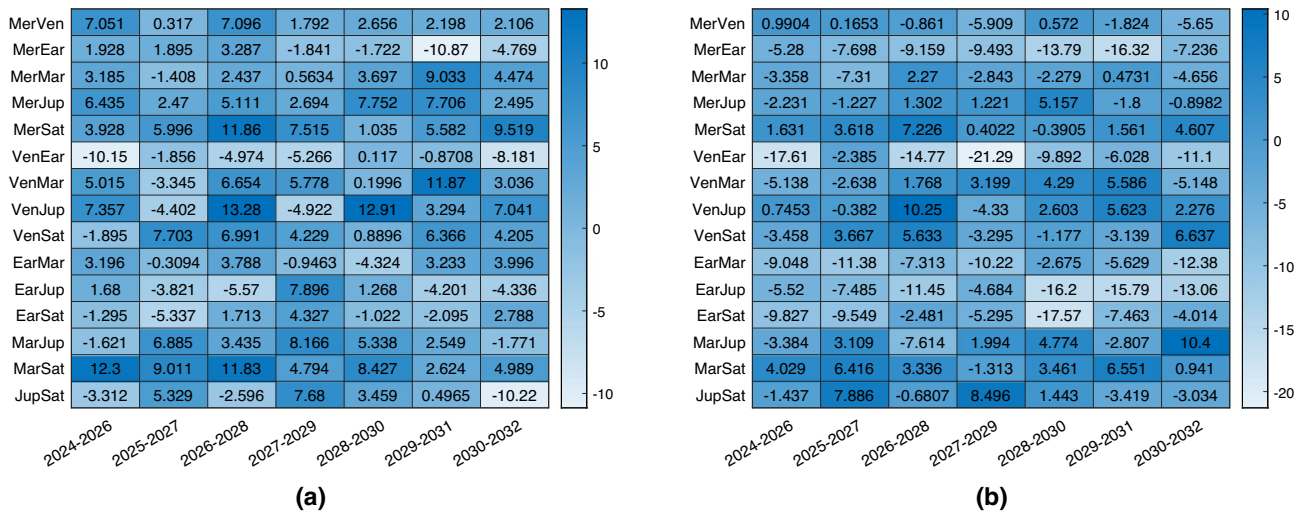 MerVen 7.051 0.317 7.096 1.792 2.656 2.198 2.106
MerEar 1.928 1.895 3.287 -1.841 -1.722 -10.87 -4.769
MerMar 3.185 -1.408 2.437 0.5634 3.697 9.033 4.474
MerJup 6.435 2.47 5.111 2.694 7.752 7.706 2.495
MerSat 3.928 5.996 11.86 7.515 1.035 5.582 9.519
VenEar -10.15 -1.856 -4.974 -5.266 0.117 -0.8708 -8.181
VenMar 5.015 -3.345 6.654 5.778 0.1996 11.87 3.036
VenJup 7.357 -4.402 13.28 -4.922 12.91 3.294 7.041
VenSat -1.895 7.703 6.991 4.229 0.8896 6.366 4.205
EarMar 3.196 -0.3094 3.788 -0.9463 -4.324 3.233 3.996
EarJup 1.68 -3.821 -5.57 7.896 1.268 -4.201 -4.336
EarSat -1.295 -5.337 1.713 4.327 -1.022 -2.095 2.788
MarJup -1.621 6.885 3.435 8.166 5.338 2.549 -1.771
MarSat 12.3 9.011 11.83 4.794 8.427 2.624 4.989
JupSat -3.312 5.329 -2.596 7.68 3.459 0.4965 -10.22
2024-2026 2025-2027 2026-2028 2027-2029 2028-2030 2029-2031 2030-2032
10
5
0
-5
-10
(a)
MerVen 0.9904 0.1653 -0.861 -5.909 0.572 -1.824 -5.65
MerEar -5.28 -7.698 -9.159 -9.493 -13.79 -16.32 -7.236
MerMar -3.358 -7.31 2.27 -2.843 -2.279 0.4731 -4.656
MerJup -2.231 -1.227 1.302 1.221 5.157 -1.8 -0.8982
MerSat 1.631 3.618 7.226 0.4022 -0.3905 1.561 4.607
VenEar -17.61 -2.385 -14.77 -21.29 -9.892 -6.028 -11.1
VenMar -5.138 -2.638 1.768 3.199 4.29 5.586 -5.148
VenJup 0.7453 -0.382 10.25 -4.33 2.603 5.623 2.276
VenSat -3.458 3.667 5.633 -3.295 -1.177 -3.139 6.637
EarMar -9.048 -11.38 -7.313 -10.22 -2.675 -5.629 -12.38
EarJup -5.52 -7.485 -11.45 -4.684 -16.2 -15.79 -13.06
EarSat -9.827 -9.549 -2.481 -5.295 -17.57 -7.463 -4.014
MarJup -3.384 3.109 -7.614 1.994 4.774 -2.807 10.4
MarSat 4.029 6.416 3.336 -1.313 3.461 6.551 0.941
JupSat -1.437 7.886 -0.6807 8.496 1.443 -3.419 -3.034
2024-2026 2025-2027 2026-2028 2027-2029 2028-2030 2029-2031 2030-2032
10
5
0
-5
-10
-15
-20
(b)